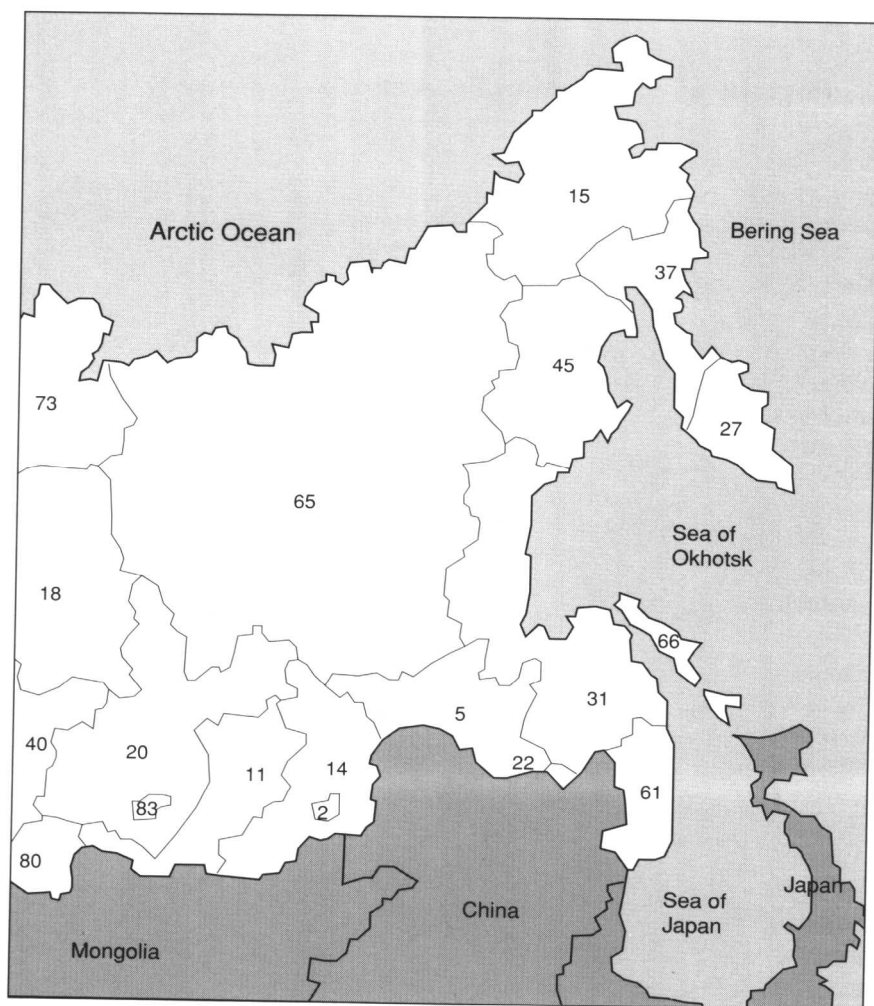 15
Arctic Ocean
Bering Sea
37
45
73
27
65
Sea of
Okhotsk
18
66
31
5
40
20
11
14
22
61
83
2
80
Japan
Sea of
Japan
China
Mongolia